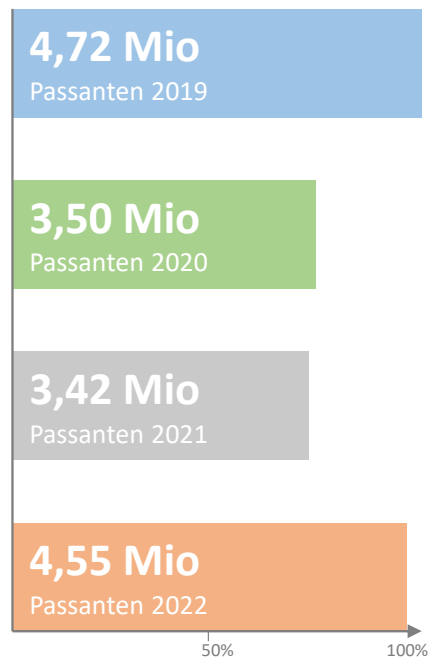 4,72 Mio
Passanten 2019
3,50 Mio
Passanten 2020
3,42 Mio
Passanten 2021
4,55 Mio
Passanten 2022
50% 100%